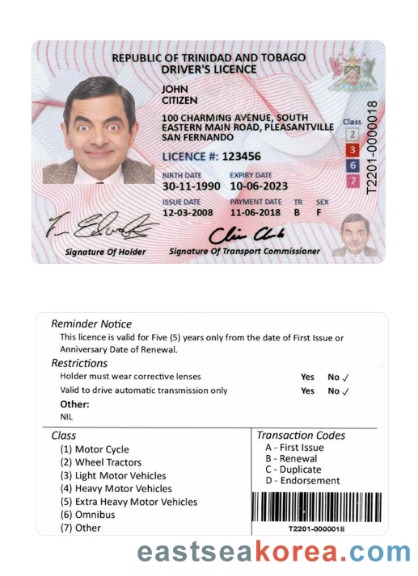 REPUBLIC OF TRINIDAD AND TOBAGO
DRIVER'S LICENCE
JOHN
CITIZEN
100 CHARMING AVENUE, SOUTH
EASTERN MAIN ROAD, PLEASANTVILLE
SAN FERNANDO
LICENCE #: 123456
BIRTH DATE EXPIRY DATE
30-11-1990 10-06-2023
ISSUE DATE PAYMENT DATE TR SEX
12-03-2008 11-06-2018 B F
Class
2
3
6
7
T2201-0000018
Signature Of Holder
Signature Of Transport Commissioner
Reminder Notice
This licence is valid for Five (5) years only from the date of First Issue or
Anniversary Date of Renewal.
Restrictions
Holder must wear corrective lenses Yes No ✓
Valid to drive automatic transmission only Yes No ✓
Other:
NIL
Class
(1) Motor Cycle
(2) Wheel Tractors
(3) Light Motor Vehicles
(4) Heavy Motor Vehicles
(5) Extra Heavy Motor Vehicles
(6) Omnibus
(7) Other
Transaction Codes
A - First Issue
B - Renewal
C - Duplicate
D - Endorsement
T2201-0000018
eastseakorea.com